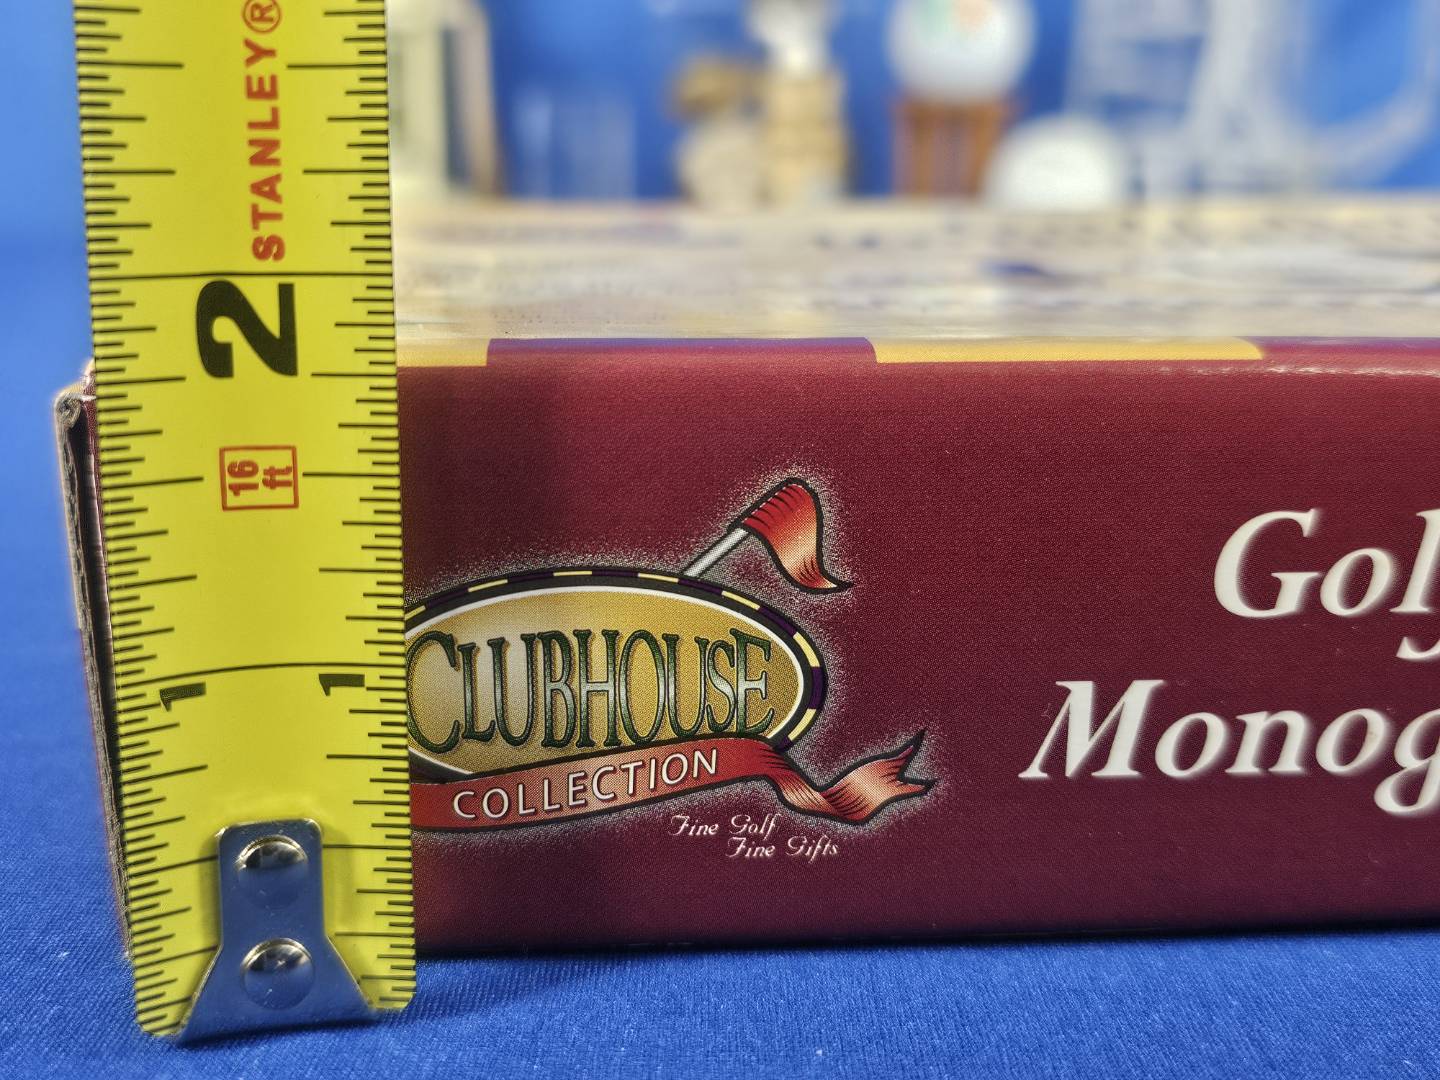 STANLEY®
2
16
ft
1 1
CLUBHOUSE
COLLECTION
Fine Golf
Fine Gifts